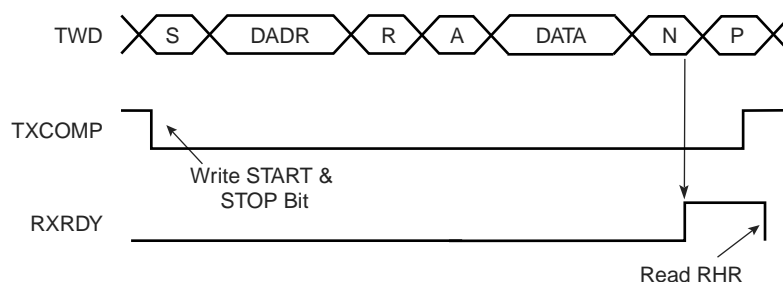 TWD S DADR R A DATA N P
TXCOMP
Write START &
STOP Bit
RXRDY
Read RHR